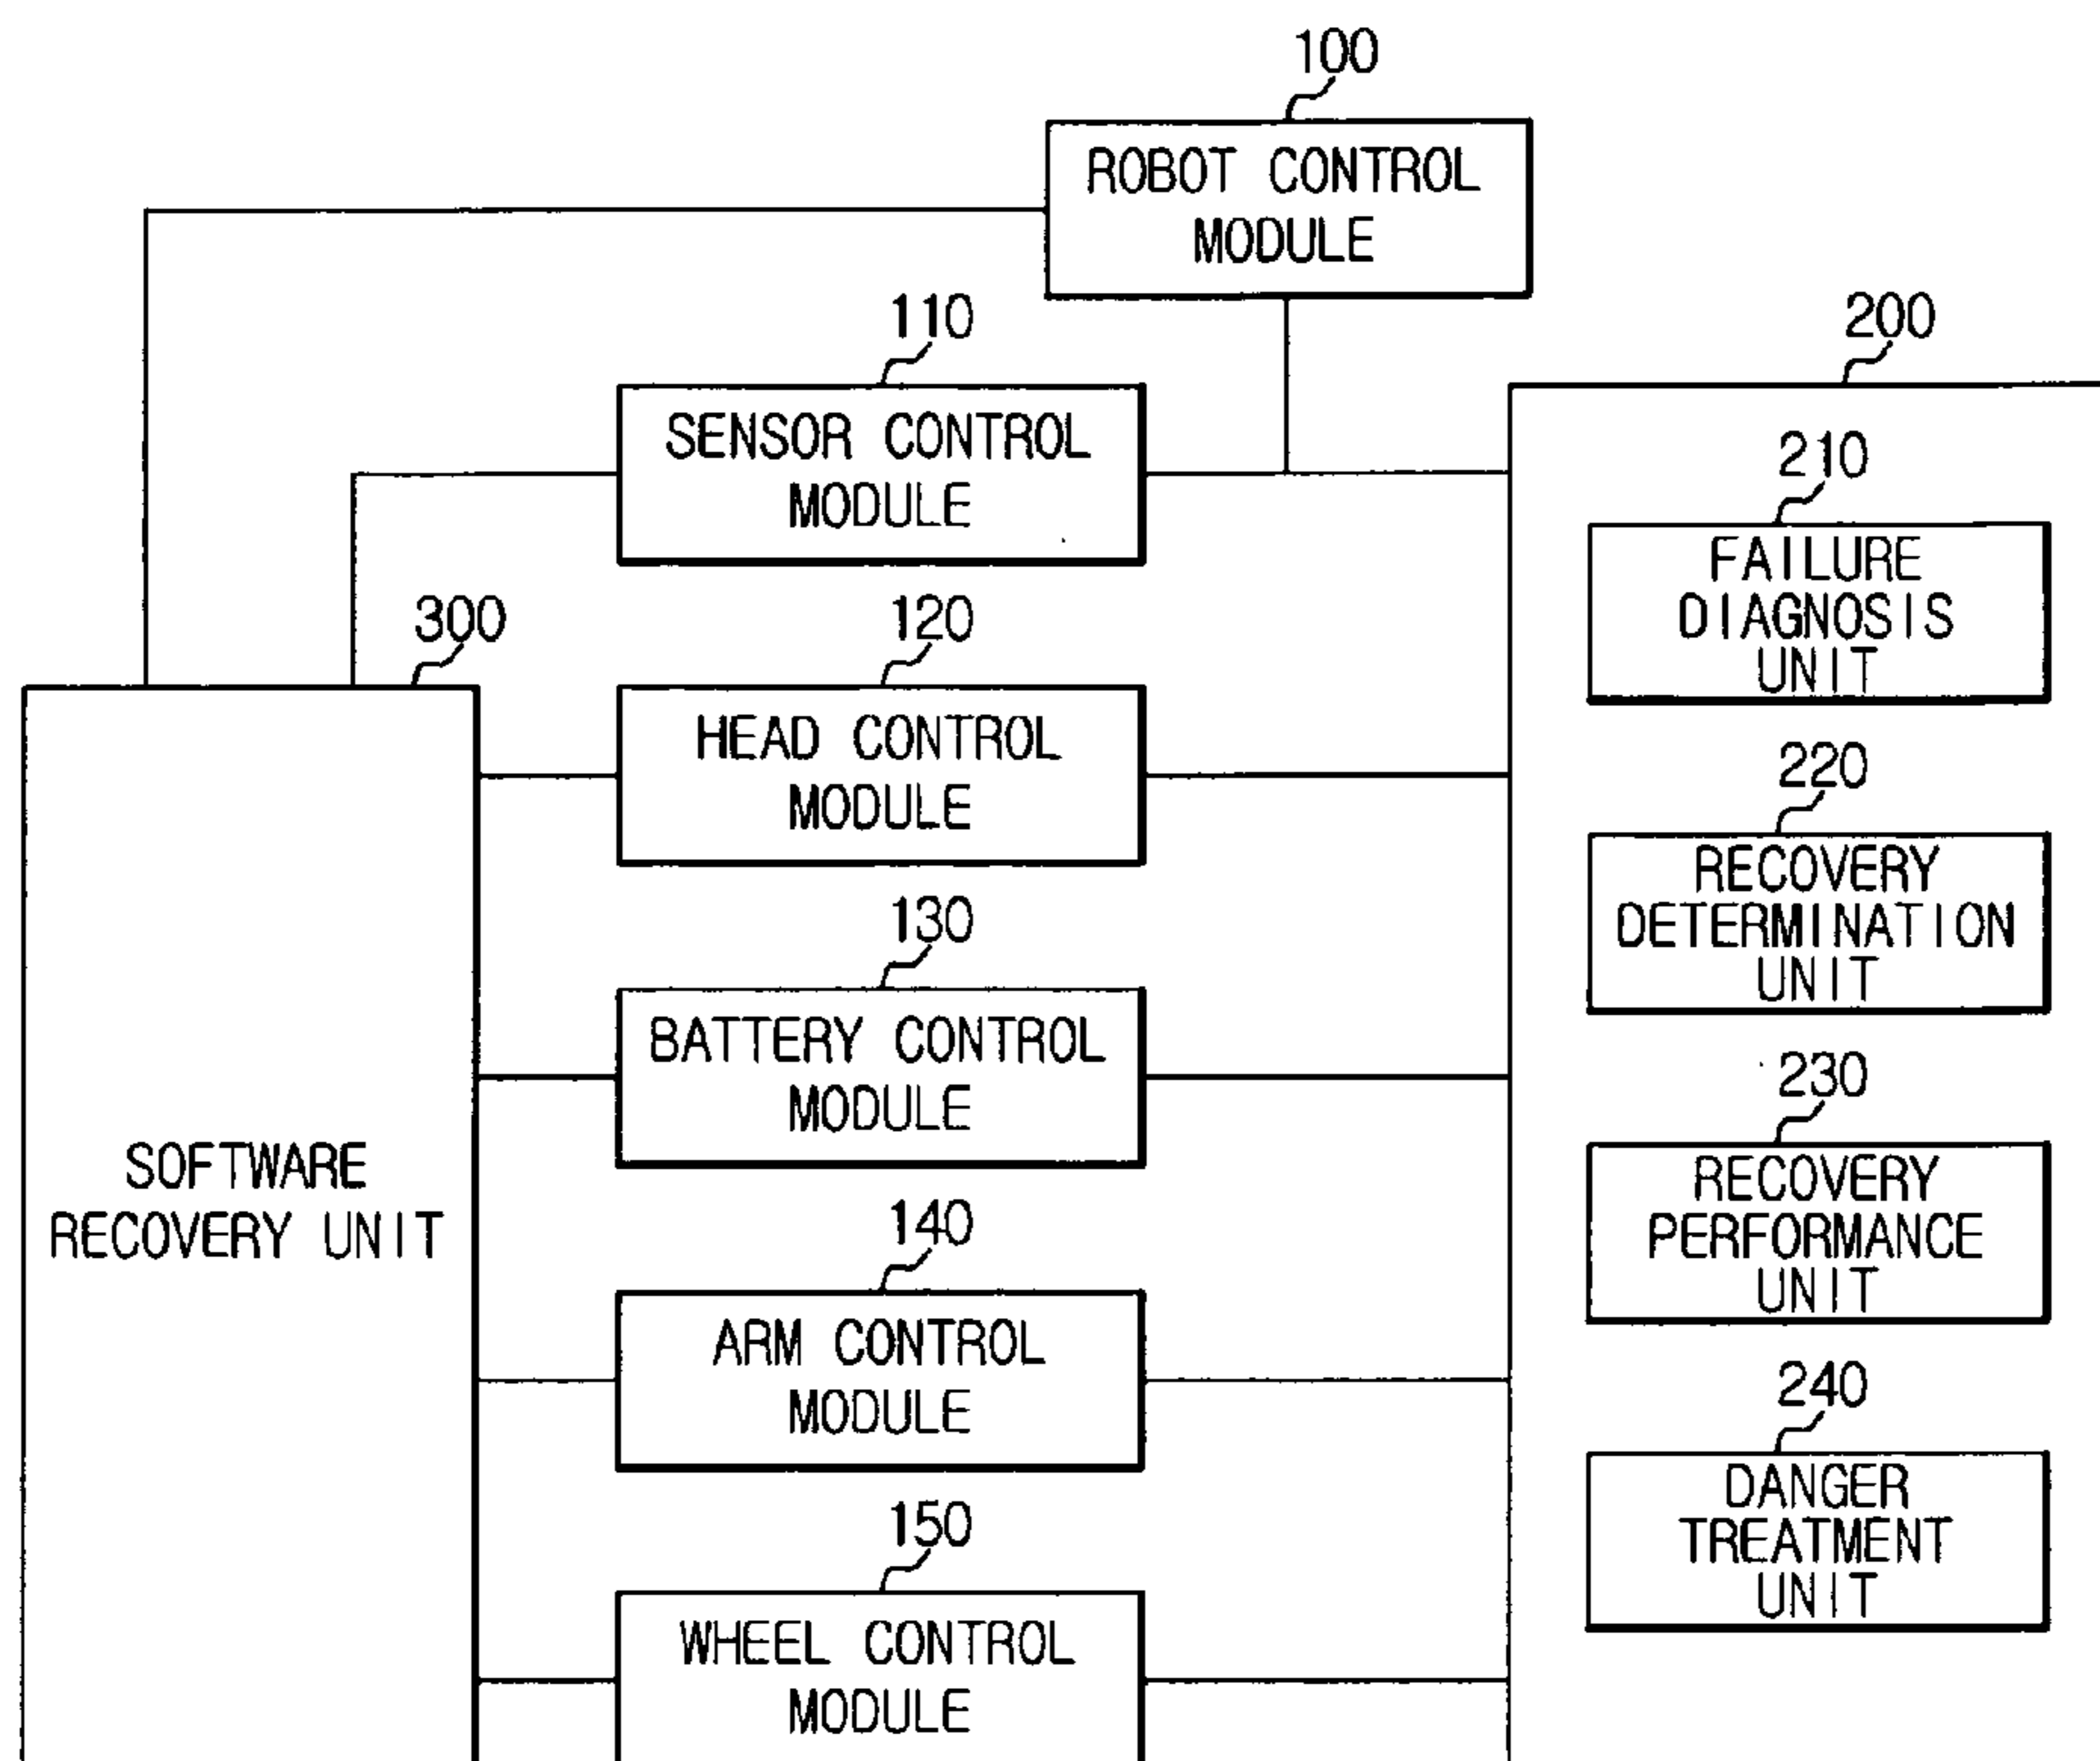 100
ROBOT CONTROL
MODULE
110
SENSOR CONTROL
MODULE
200
210
FAILURE
DIAGNOSIS
UNIT
300
120
HEAD CONTROL
MODULE
220
RECOVERY
DETERMINATION
UNIT
130
BATTERY CONTROL
MODULE
SOFTWARE
RECOVERY UNIT
230
RECOVERY
PERFORMANCE
UNIT
140
ARM CONTROL
MODULE
240
DANGER
TREATMENT
UNIT
150
WHEEL CONTROL
MODULE